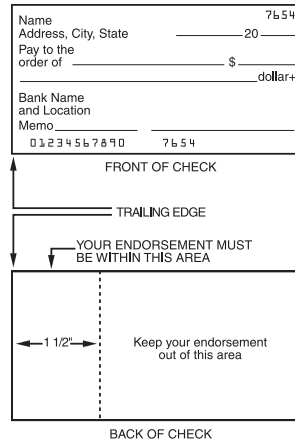 Name 7654
Address, City, State 20
Pay to the
order of $
dollar+
Bank Name
and Location
Memo
01234567890 7654
FRONT OF CHECK
TRAILING EDGE
YOUR ENDORSEMENT MUST
BE WITHIN THIS AREA
1 1/2" Keep your endorsement
out of this area
BACK OF CHECK